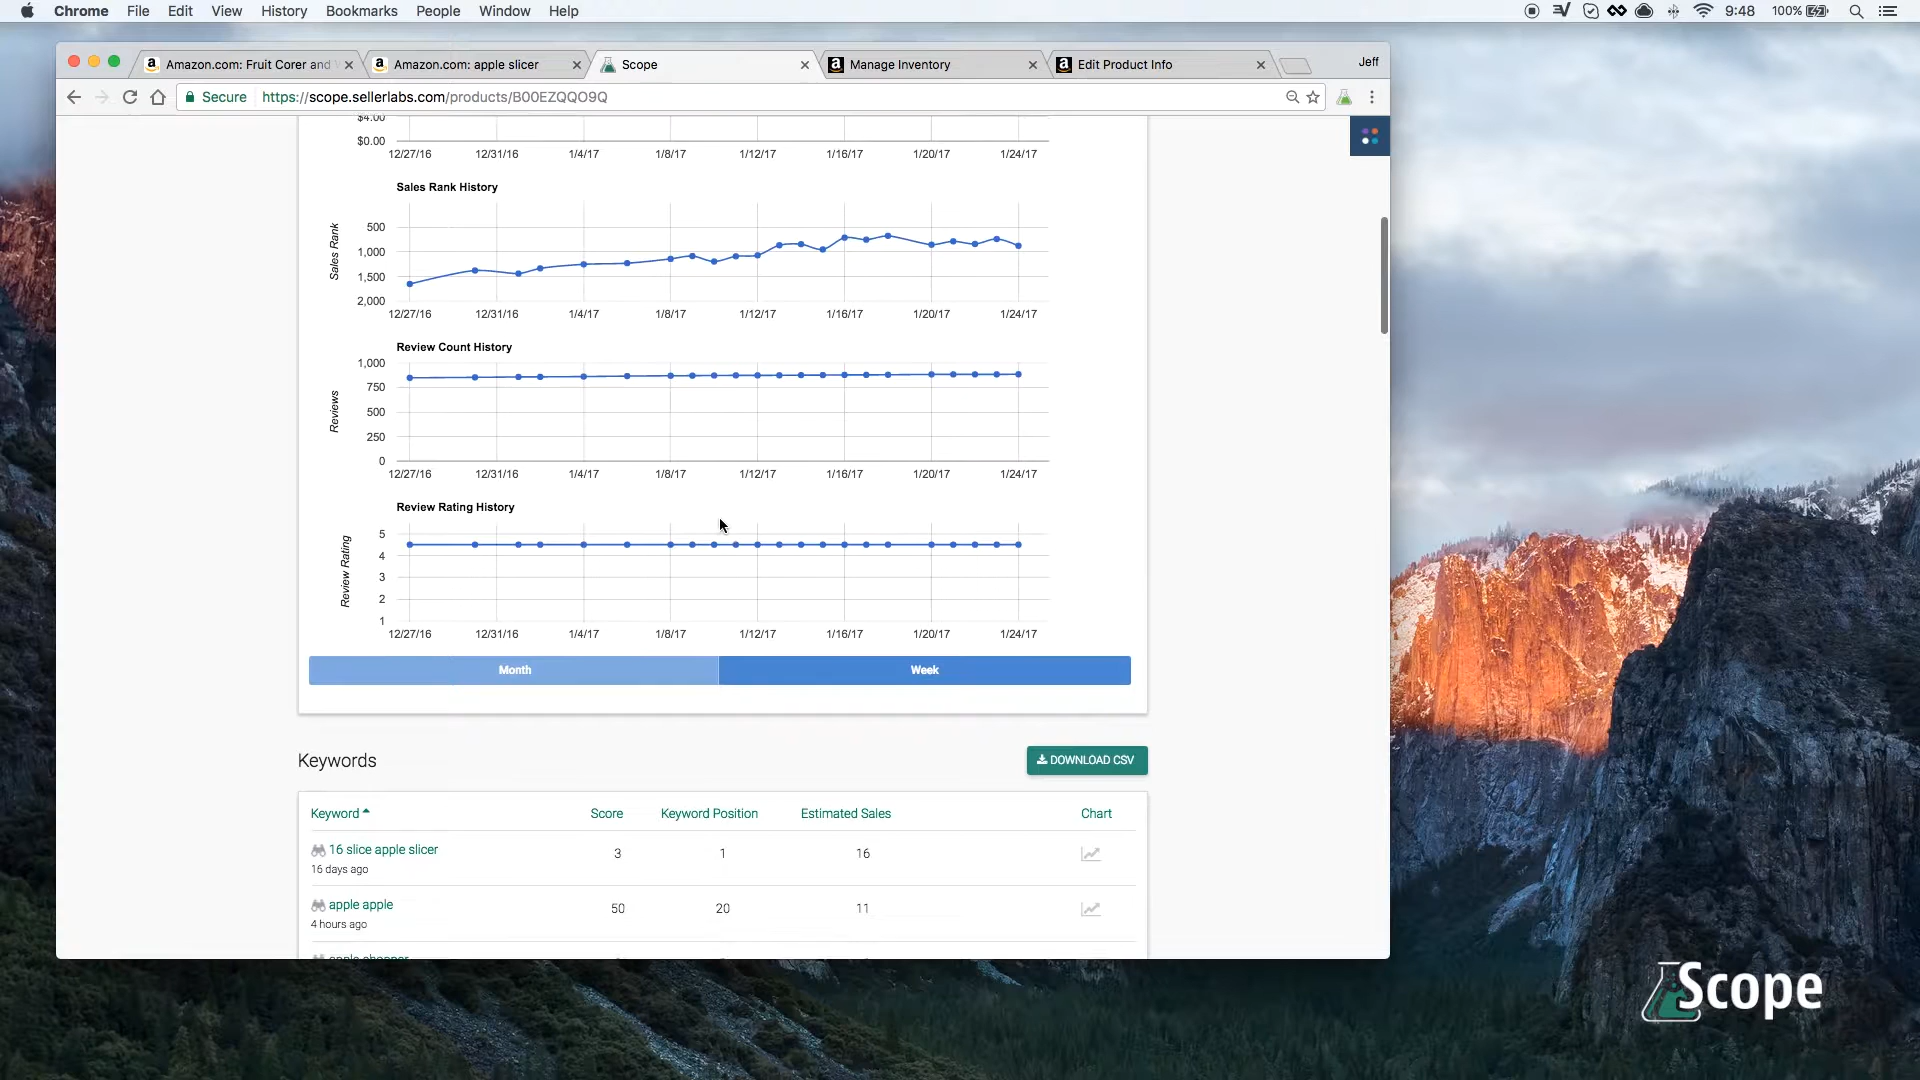 Chrome File Edit View History Bookmarks People Window Help 9:48 100%
Amazon.com: Fruit Corer and
Amazon.com: apple slicer
Scope
Manage Inventory
Edit Product Info
Jeff
Secure https://scope.sellerlabs.com/products/B00EZQQO9Q
$4.00
$0.00
12/27/16 12/31/16 1/4/17 1/8/17 1/12/17 1/16/17 1/20/17 1/24/17
Sales Rank History
Sales Rank
500
1,000
1,500
2,000
12/27/16 12/31/16 1/4/17 1/8/17 1/12/17 1/16/17 1/20/17 1/24/17
Review Count History
Reviews
1,000
750
500
250
0
12/27/16 12/31/16 1/4/17 1/8/17 1/12/17 1/16/17 1/20/17 1/24/17
Review Rating History
Review Rating
5
4
3
2
1
12/27/16 12/31/16 1/4/17 1/8/17 1/12/17 1/16/17 1/20/17 1/24/17
Month Week
Keywords
DOWNLOAD CSV
Keyword Score Keyword Position Estimated Sales Chart
16 slice apple slicer 3 1 16
16 days ago
apple apple 50 20 11
4 hours ago
apple chopper
Scope